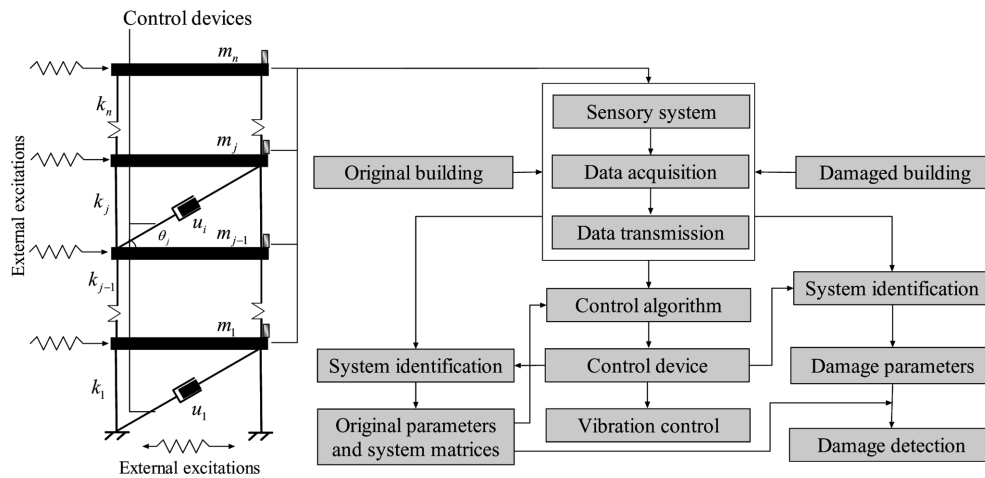 Control devices
m_n
k_n
m_j
k_j
u_i
θ_j
m_{j-1}
k_{j-1}
m_1
k_1
u_1
External excitations
External excitations
Sensory system
Original building
Data acquisition
Damaged building
Data transmission
Control algorithm
System identification
System identification
Control device
Damage parameters
Original parameters
and system matrices
Vibration control
Damage detection